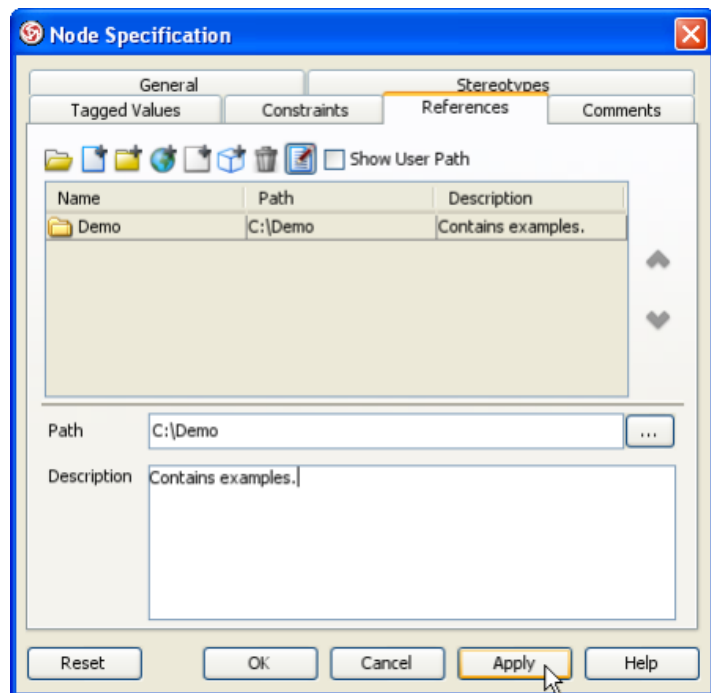 Node Specification
General Stereotypes
Tagged Values Constraints References Comments
Show User Path
Name Path Description
Demo C:\Demo Contains examples.
Path C:\Demo ...
Description Contains examples.
Reset OK Cancel Apply Help